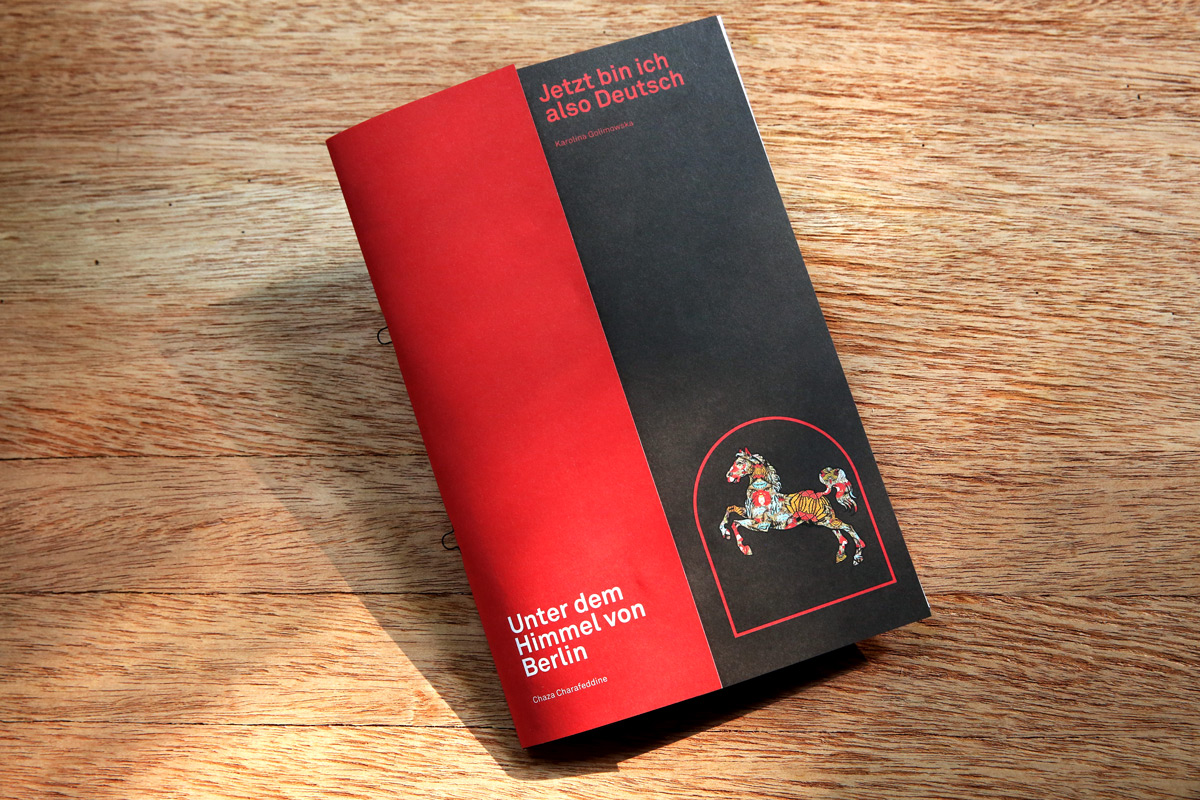 Jetzt bin ich
also Deutsch
Karolina Golimowska
Unter dem
Himmel von
Berlin
Chaza Charafeddine